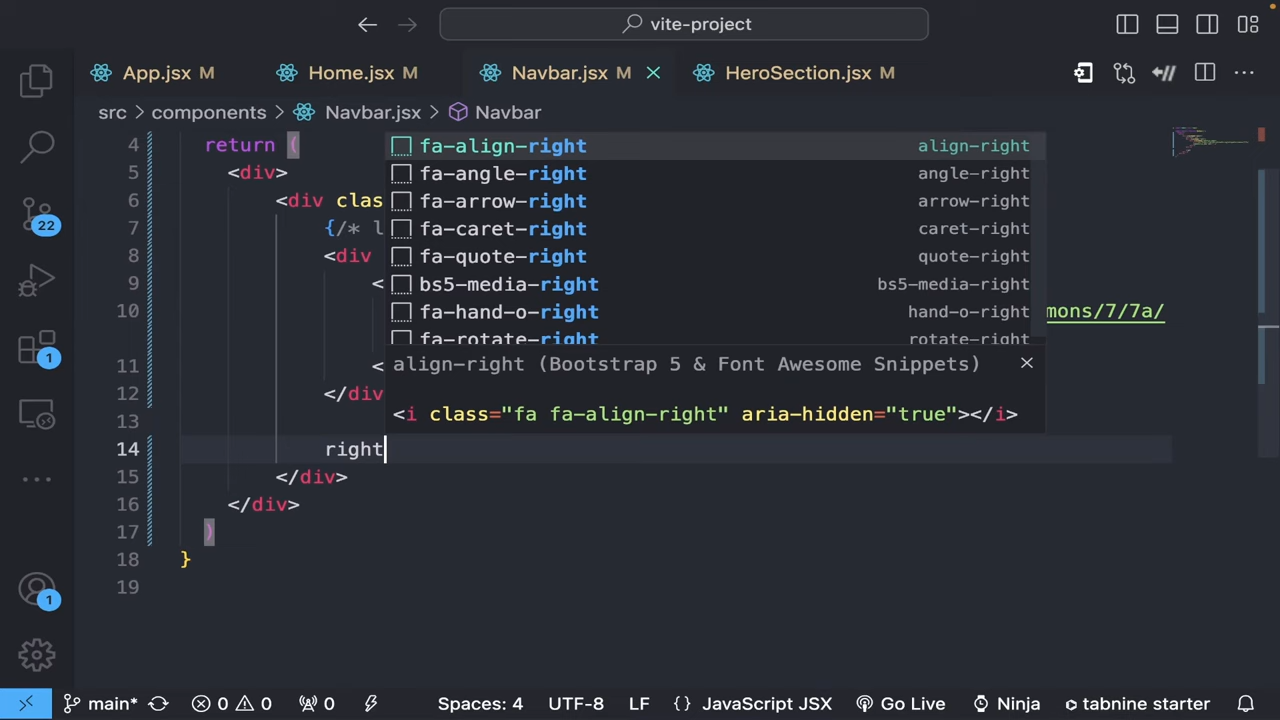 vite-project
App.jsx M Home.jsx M Navbar.jsx M HeroSection.jsx M
src > components > Navbar.jsx > Navbar
4 return (
5 <div>
6 <div clas
7 {/* l
8 <div
9 <
10 mons/7/7a/
11 <
12 </div
13
14 right
15 </div>
16 </div>
17 )
18 }
19
fa-align-right align-right
fa-angle-right angle-right
fa-arrow-right arrow-right
fa-caret-right caret-right
fa-quote-right quote-right
bs5-media-right bs5-media-right
fa-hand-o-right hand-o-right
fa-rotate-right rotate-right
align-right (Bootstrap 5 & Font Awesome Snippets)
<i class="fa fa-align-right" aria-hidden="true"></i>
22
1
1
main* 0 0 0 Spaces: 4 UTF-8 LF {} JavaScript JSX Go Live Ninja tabnine starter